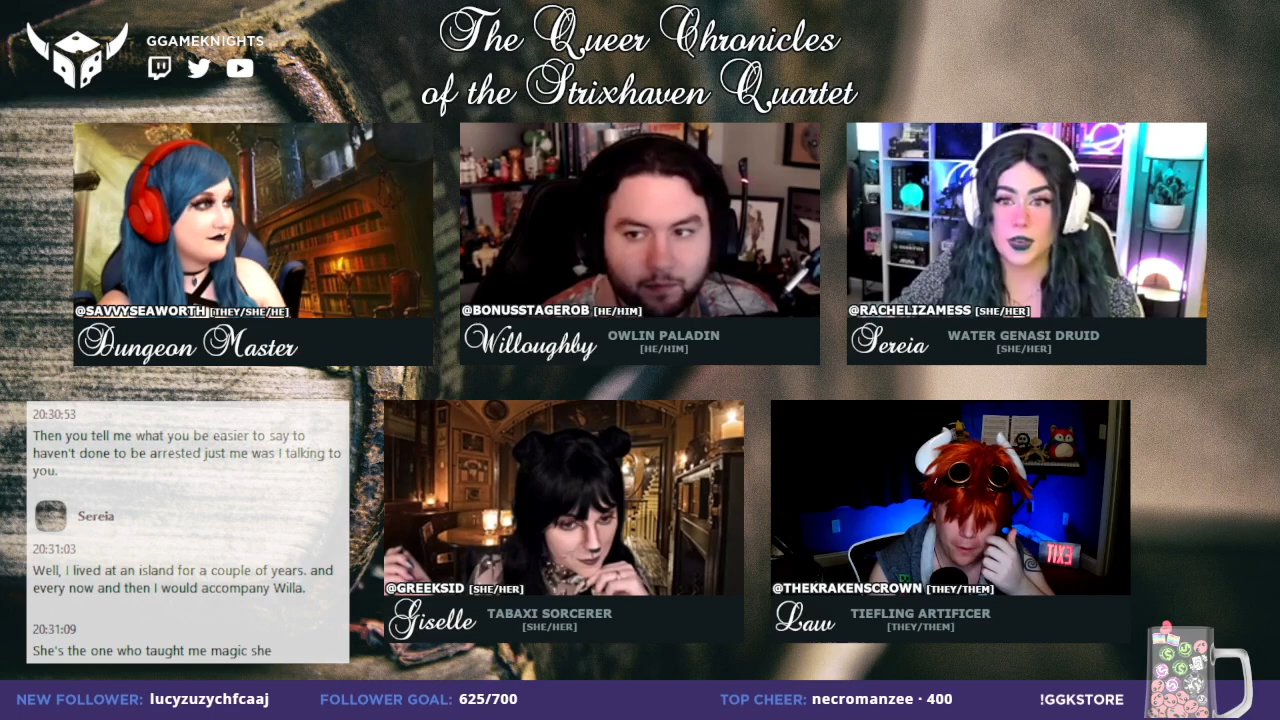 GGAMEKNIGHTS
The Queer Chronicles
of the Strixhaven Quartet
@SAVVYSEAWORTH [THEY/SHE/HE]
Dungeon Master
@BONUSSTAGEROB [HE/HIM]
Willoughby
OWLIN PALADIN
[HE/HIM]
@RACHELIZAMESS [SHE/HER]
Sereia
WATER GENASI DRUID
[SHE/HER]
20:30:53
Then you tell me what you be easier to say to
haven't done to be arrested just me was I talking to
you.
Sereia
20:31:03
Well, I lived at an island for a couple of years. and
every now and then I would accompany Willa.
20:31:09
She's the one who taught me magic she
@GREEKSID [SHE/HER]
Giselle
TABAXI SORCERER
[SHE/HER]
EXIT
@THEKRAKENSCROWN [THEY/THEM]
Law
TIEFLING ARTIFICER
[THEY/THEM]
NEW FOLLOWER: lucyzuzychfcaaj
FOLLOWER GOAL: 625/700
TOP CHEER: necromanzee · 400
!GGKSTORE